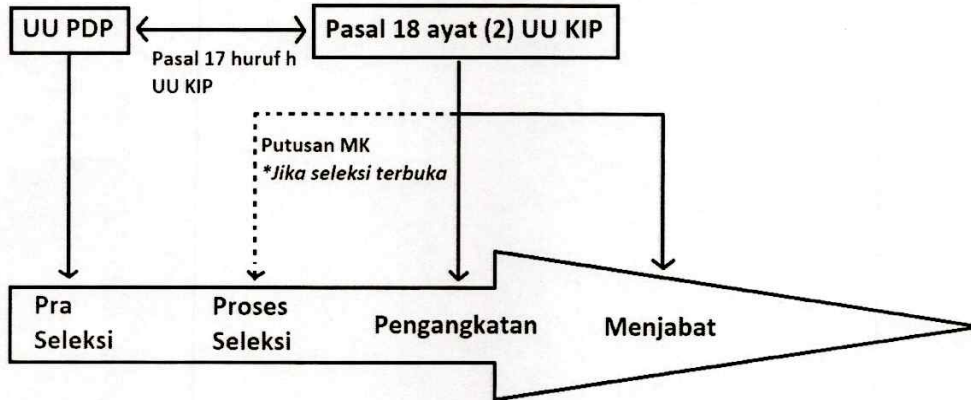 UU PDP
Pasal 18 ayat (2) UU KIP
Pasal 17 huruf h
UU KIP
Putusan MK
*Jika seleksi terbuka
Pra
Seleksi
Proses
Seleksi
Pengangkatan
Menjabat